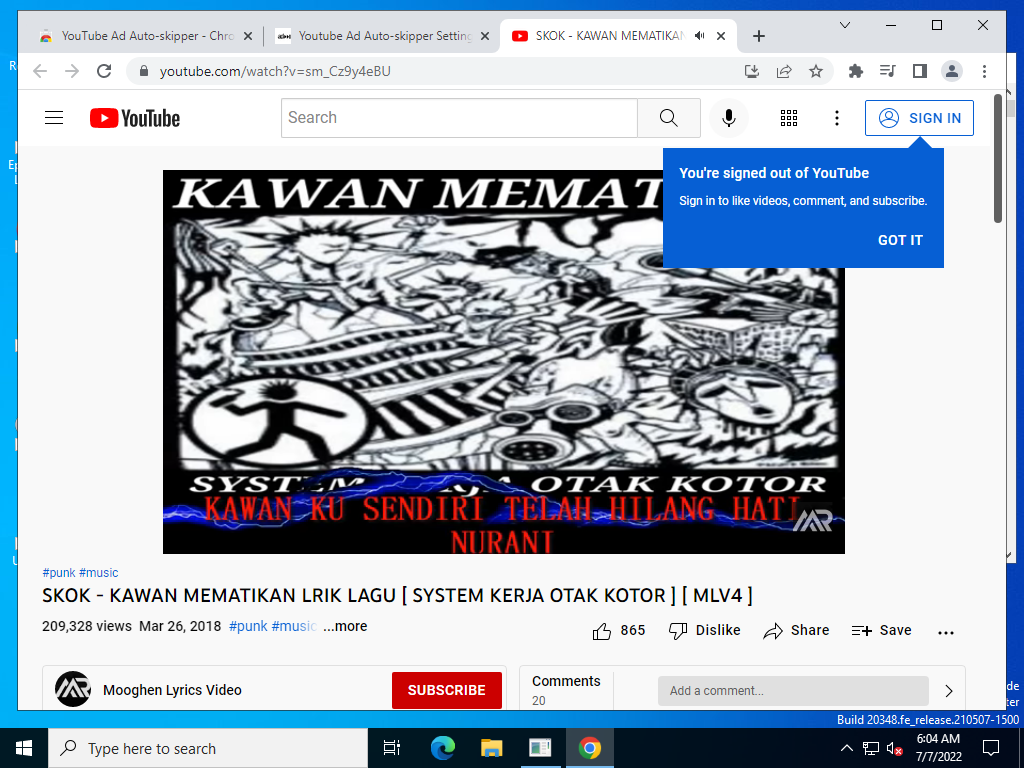 YouTube Ad Auto-skipper - Chro
Youtube Ad Auto-skipper Setting
SKOK - KAWAN MEMATIKAN
youtube.com/watch?v=sm_Cz9y4eBU
YouTube
Search
SIGN IN
You're signed out of YouTube
Sign in to like videos, comment, and subscribe.
GOT IT
KAWAN MEMAT
OTAK KOTOR
KAWAN KU SENDIRI TELAH HILANG HATI
NURANI
MR
#punk #music
SKOK - KAWAN MEMATIKAN LRIK LAGU [ SYSTEM KERJA OTAK KOTOR ] [ MLV4 ]
209,328 views Mar 26, 2018 #punk #music ...more
865 Dislike Share Save
Mooghen Lyrics Video
SUBSCRIBE
Comments
20
Add a comment...
Build 20348.fe_release.210507-1500
Type here to search
6:04 AM
7/7/2022